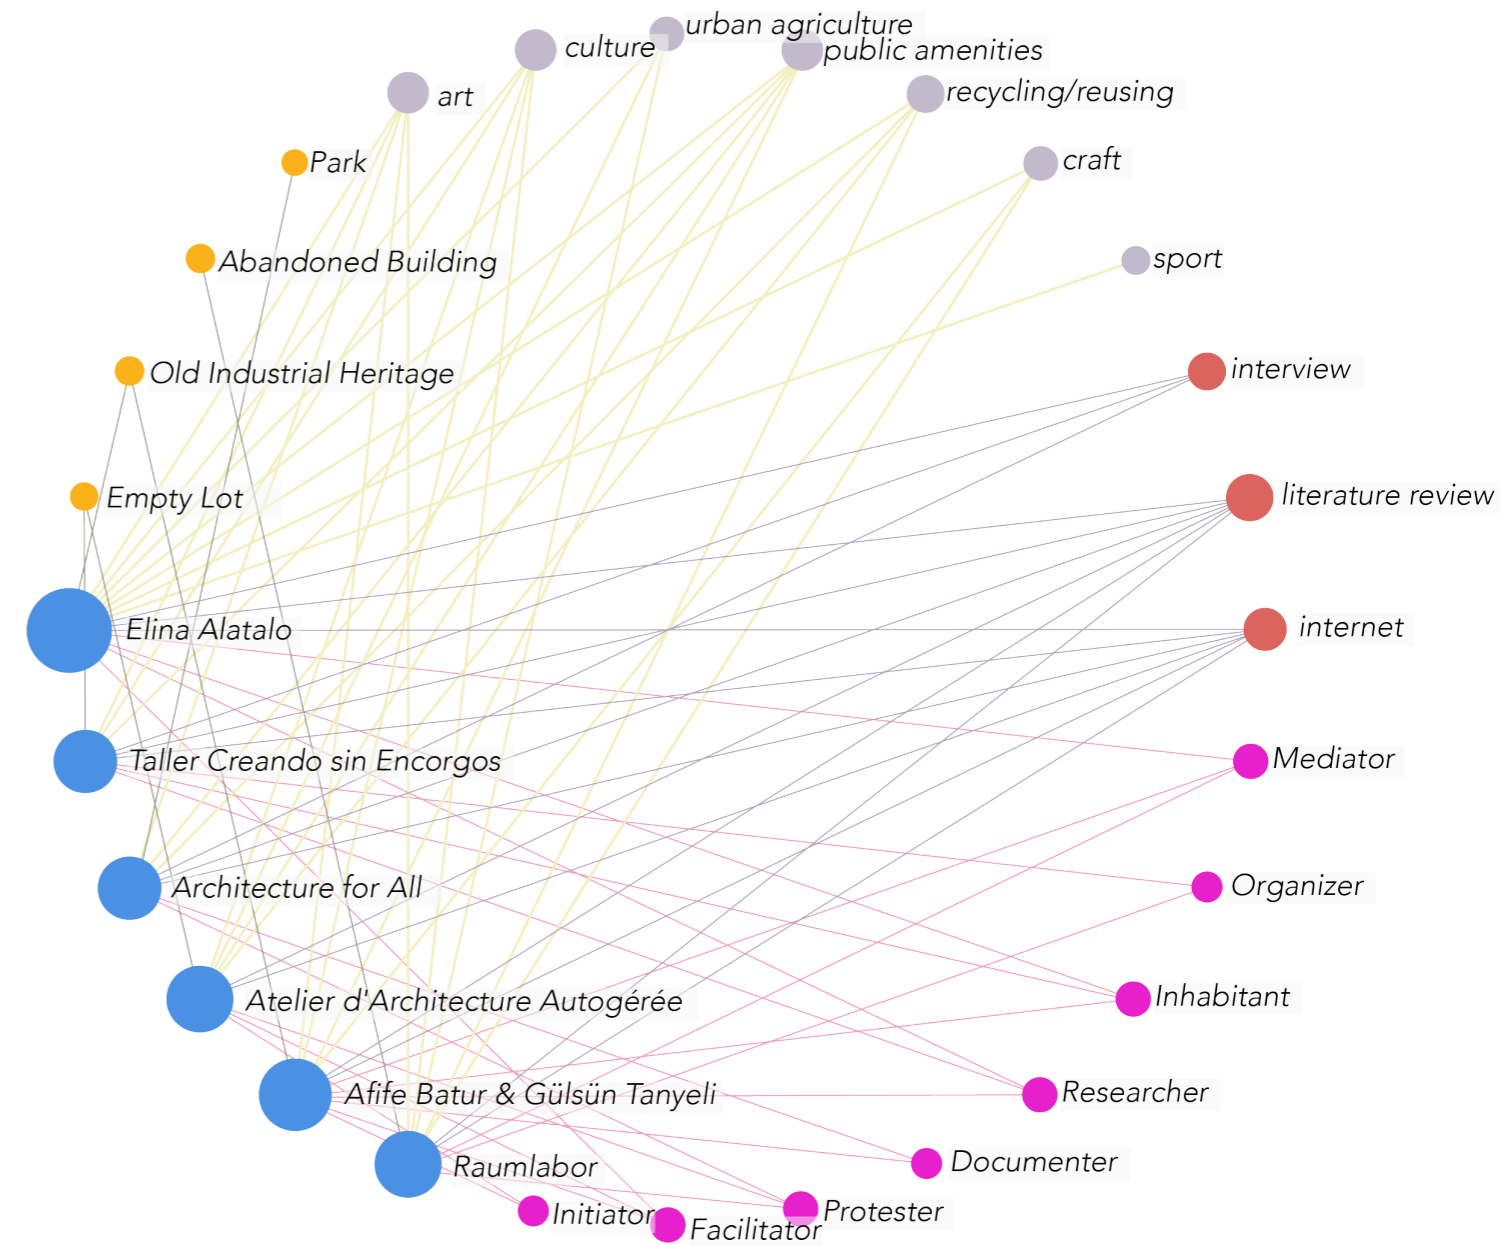 urban agriculture
culture
public amenities
art
recycling/reusing
Park
craft
Abandoned Building
sport
Old Industrial Heritage
interview
Empty Lot
literature review
Elina Alatalo
internet
Taller Creando sin Encorgos
Mediator
Architecture for All
Organizer
Atelier d'Architecture Autogérée
Inhabitant
Afife Batur & Gülsün Tanyeli
Researcher
Raumlabor
Documenter
Initiator
Facilitator
Protester